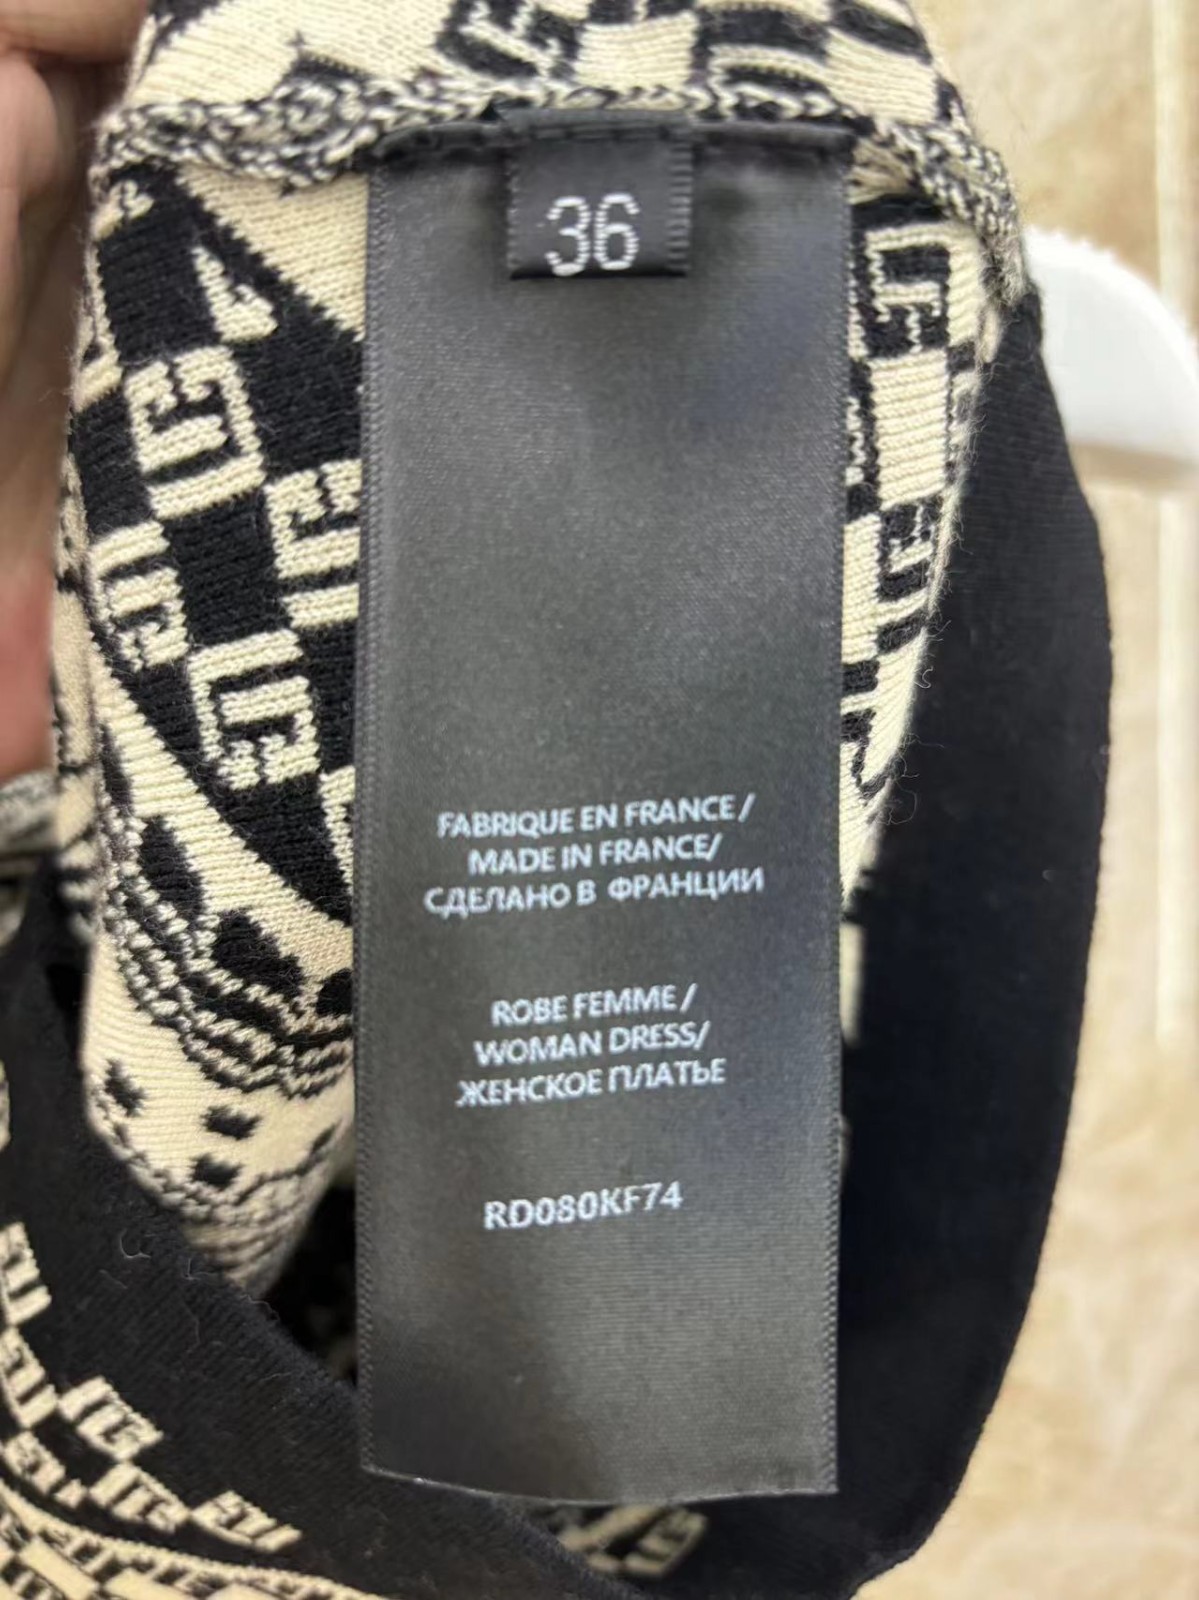 36
FABRIQUE EN FRANCE /
MADE IN FRANCE/
СДЕЛАНО В ФРАНЦИИ
ROBE FEMME /
WOMAN DRESS/
ЖЕНСКОЕ ПЛАТЬЕ
RD080KF74